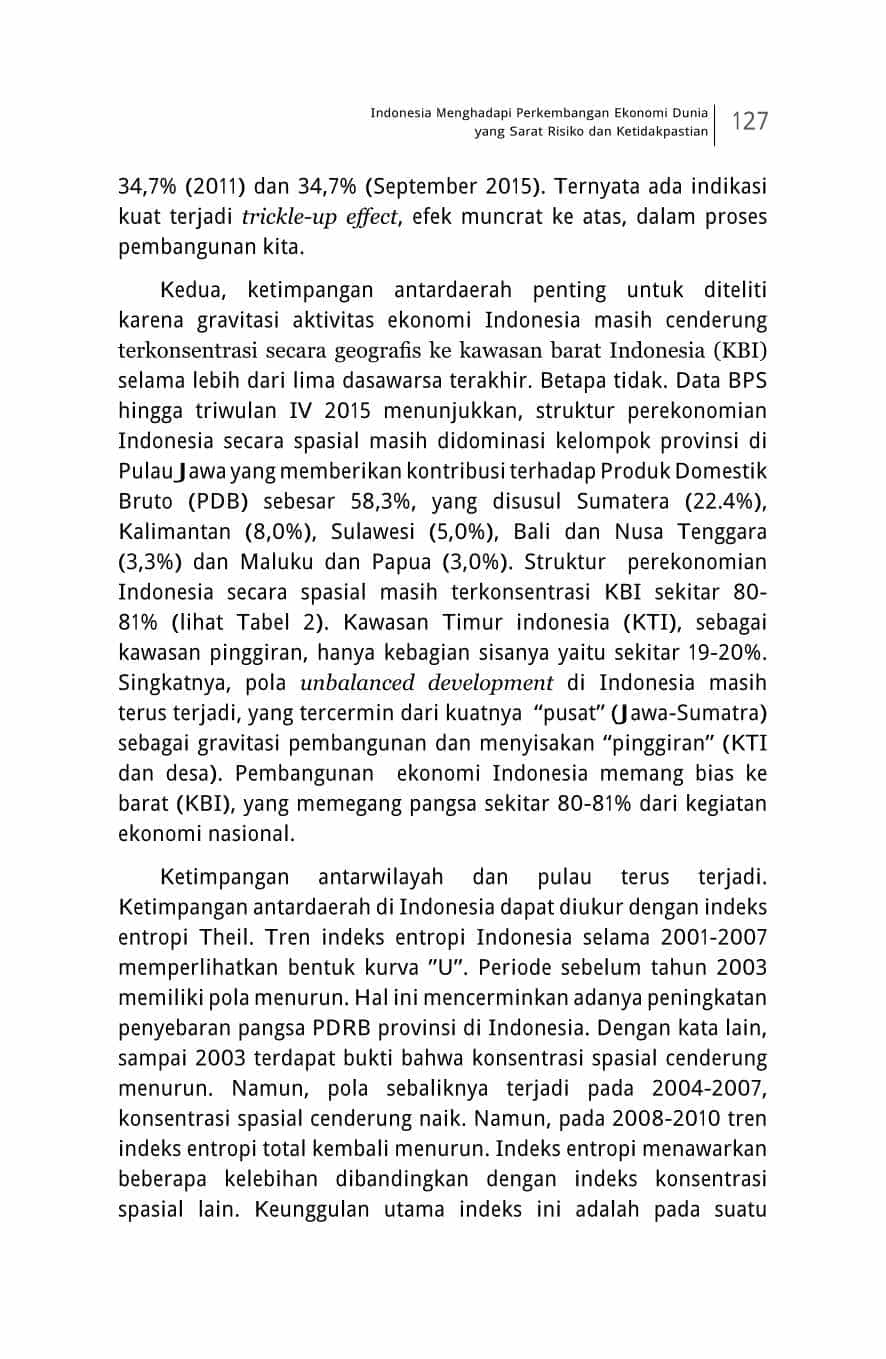 Indonesia Menghadapi Perkembangan Ekonomi Dunia
yang Sarat Risiko dan Ketidakpastian
127
34,7% (2011) dan 34,7% (September 2015). Ternyata ada indikasi
kuat terjadi trickle-up effect, efek muncrat ke atas, dalam proses
pembangunan kita.
Kedua, ketimpangan antardaerah penting untuk diteliti
karena gravitasi aktivitas ekonomi Indonesia masih cenderung
terkonsentrasi secara geografis ke kawasan barat Indonesia (KBI)
selama lebih dari lima dasawarsa terakhir. Betapa tidak. Data BPS
hingga triwulan IV 2015 menunjukkan, struktur perekonomian
Indonesia secara spasial masih didominasi kelompok provinsi di
Pulau Jawa yang memberikan kontribusi terhadap Produk Domestik
Bruto (PDB) sebesar 58,3%, yang disusul Sumatera (22.4%),
Kalimantan (8,0%), Sulawesi (5,0%), Bali dan Nusa Tenggara
(3,3%) dan Maluku dan Papua (3,0%). Struktur perekonomian
Indonesia secara spasial masih terkonsentrasi KBI sekitar 80-
81% (lihat Tabel 2). Kawasan Timur indonesia (KTI), sebagai
kawasan pinggiran, hanya kebagian sisanya yaitu sekitar 19-20%.
Singkatnya, pola unbalanced development di Indonesia masih
terus terjadi, yang tercermin dari kuatnya “pusat” (Jawa-Sumatra)
sebagai gravitasi pembangunan dan menyisakan “pinggiran” (KTI
dan desa). Pembangunan ekonomi Indonesia memang bias ke
barat (KBI), yang memegang pangsa sekitar 80-81% dari kegiatan
ekonomi nasional.
Ketimpangan antarwilayah dan pulau terus terjadi.
Ketimpangan antardaerah di Indonesia dapat diukur dengan indeks
entropi Theil. Tren indeks entropi Indonesia selama 2001-2007
memperlihatkan bentuk kurva ”U”. Periode sebelum tahun 2003
memiliki pola menurun. Hal ini mencerminkan adanya peningkatan
penyebaran pangsa PDRB provinsi di Indonesia. Dengan kata lain,
sampai 2003 terdapat bukti bahwa konsentrasi spasial cenderung
menurun. Namun, pola sebaliknya terjadi pada 2004-2007,
konsentrasi spasial cenderung naik. Namun, pada 2008-2010 tren
indeks entropi total kembali menurun. Indeks entropi menawarkan
beberapa kelebihan dibandingkan dengan indeks konsentrasi
spasial lain. Keunggulan utama indeks ini adalah pada suatu